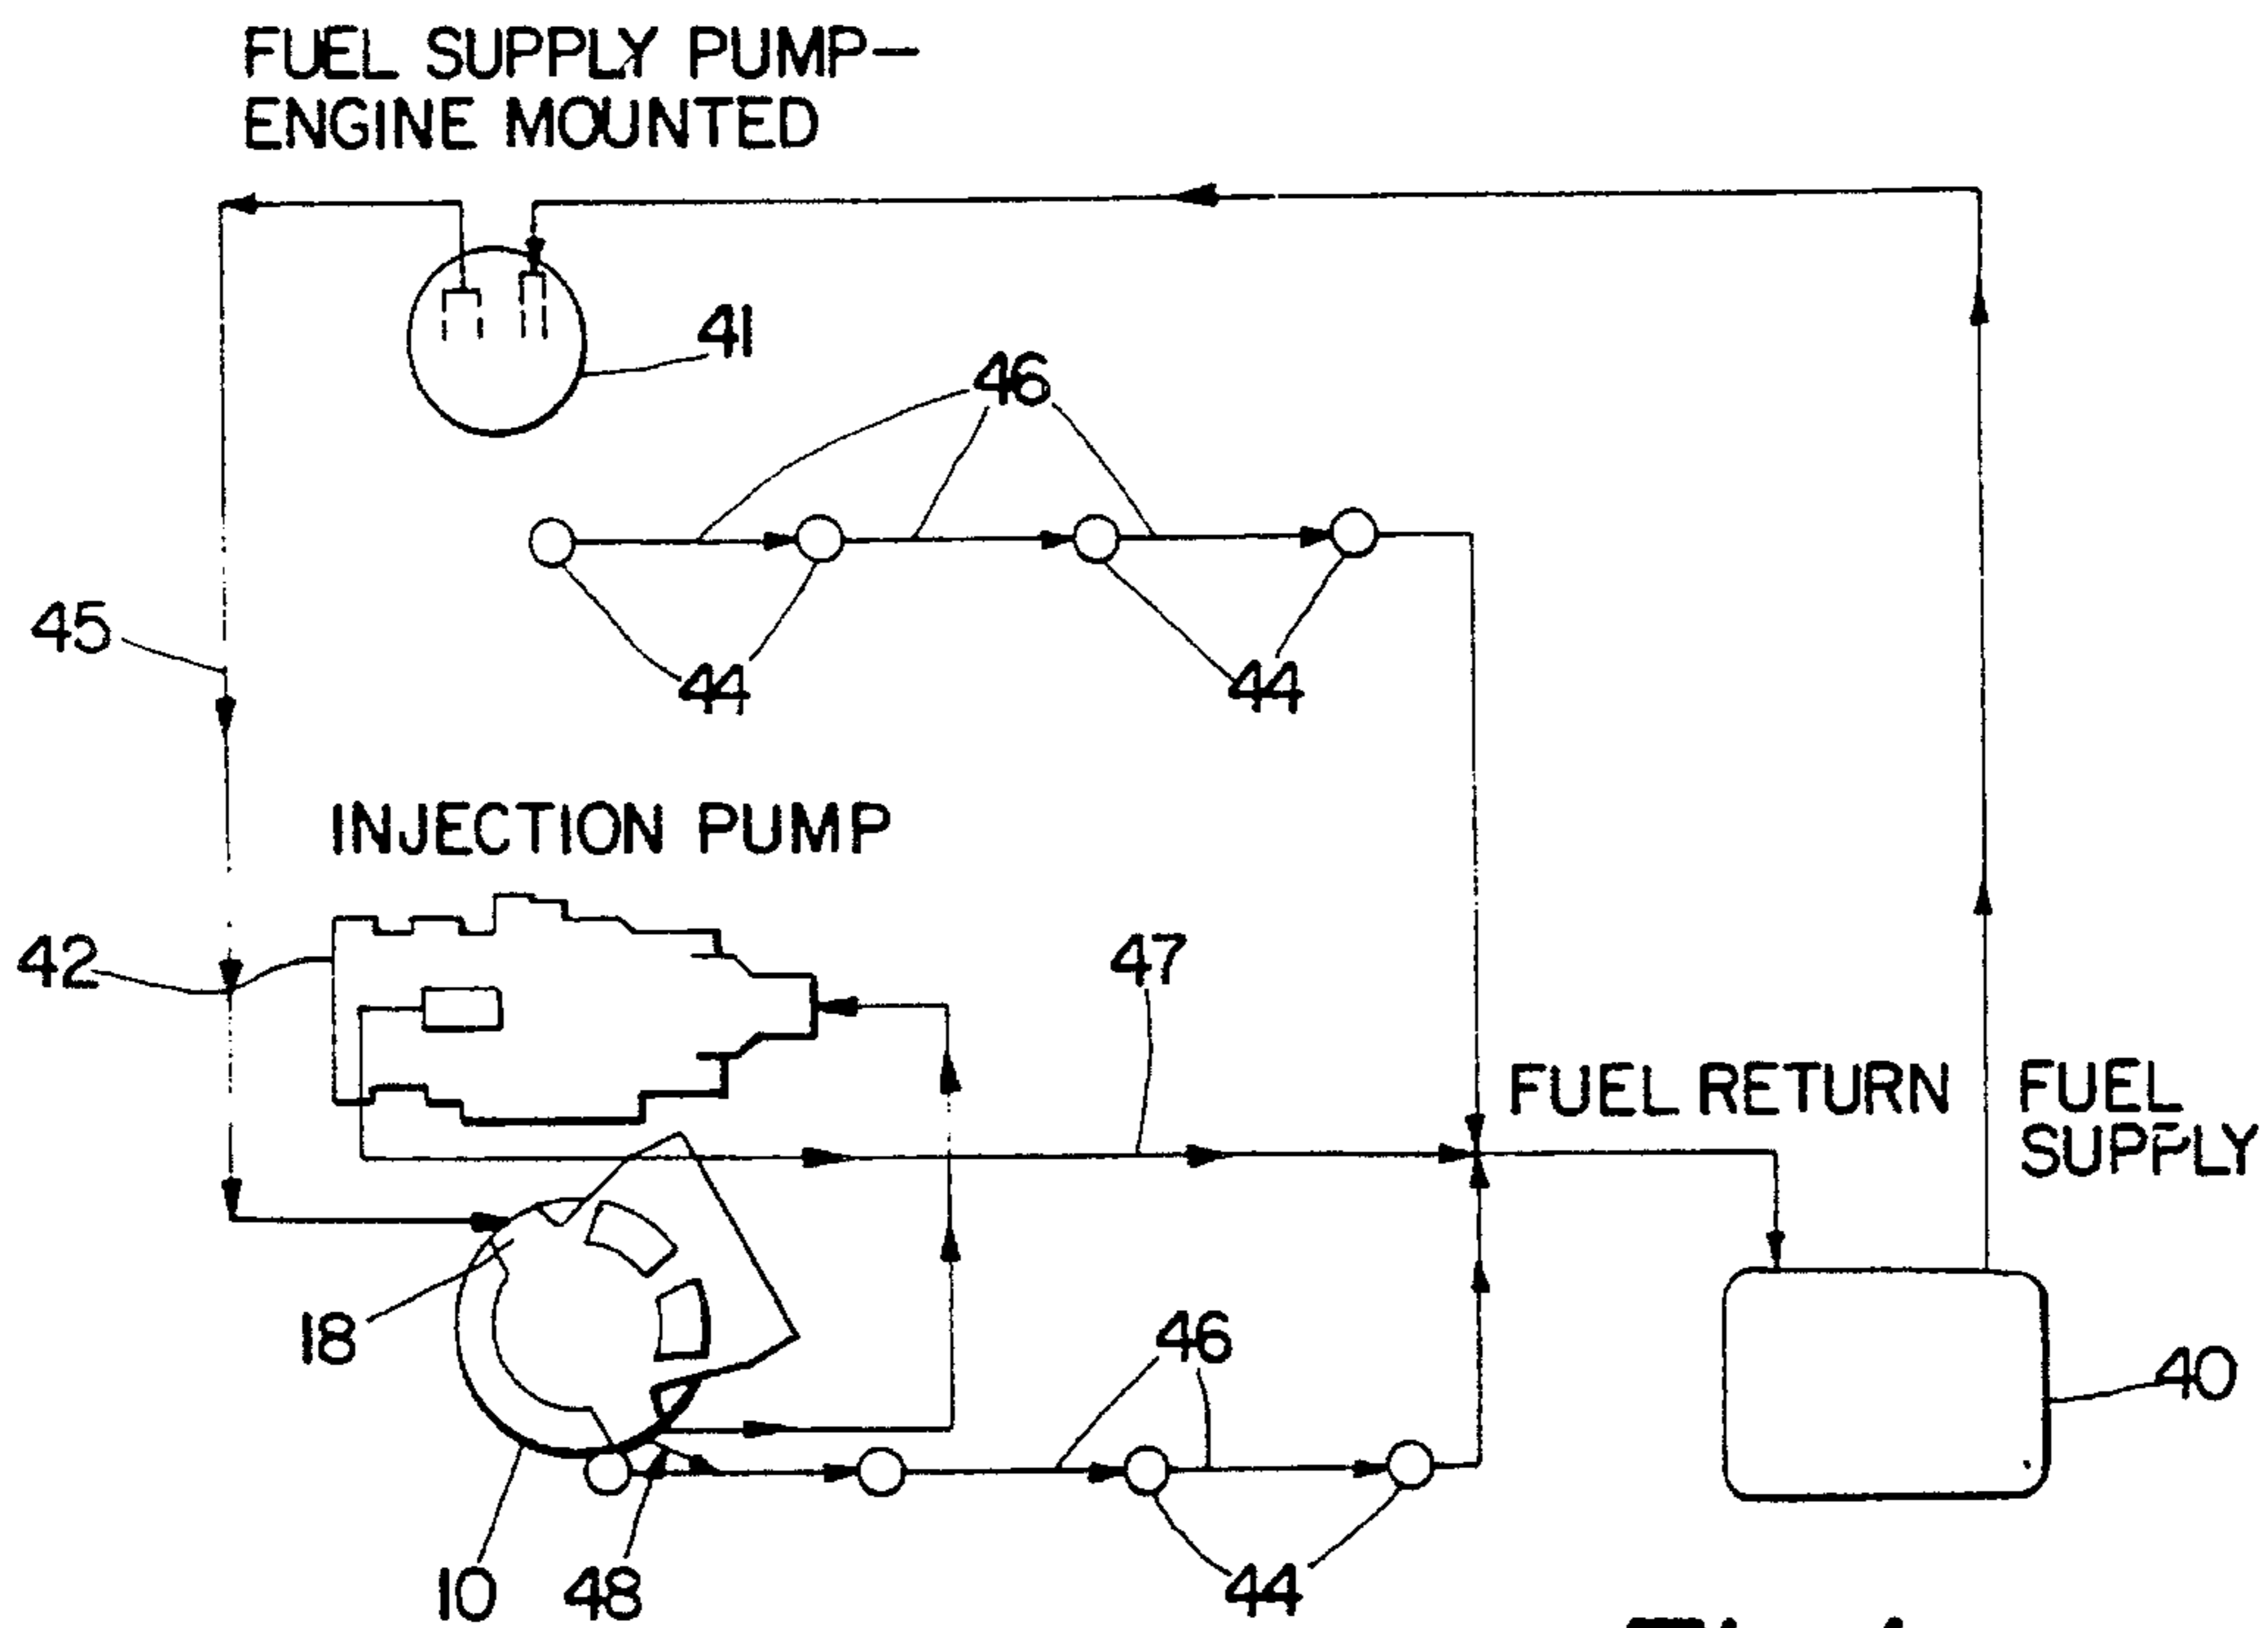 FUEL SUPPLY PUMP—
ENGINE MOUNTED
41
46
45
44
44
INJECTION PUMP
42
47
FUEL RETURN
FUEL
SUPPLY
18
46
40
10
48
44